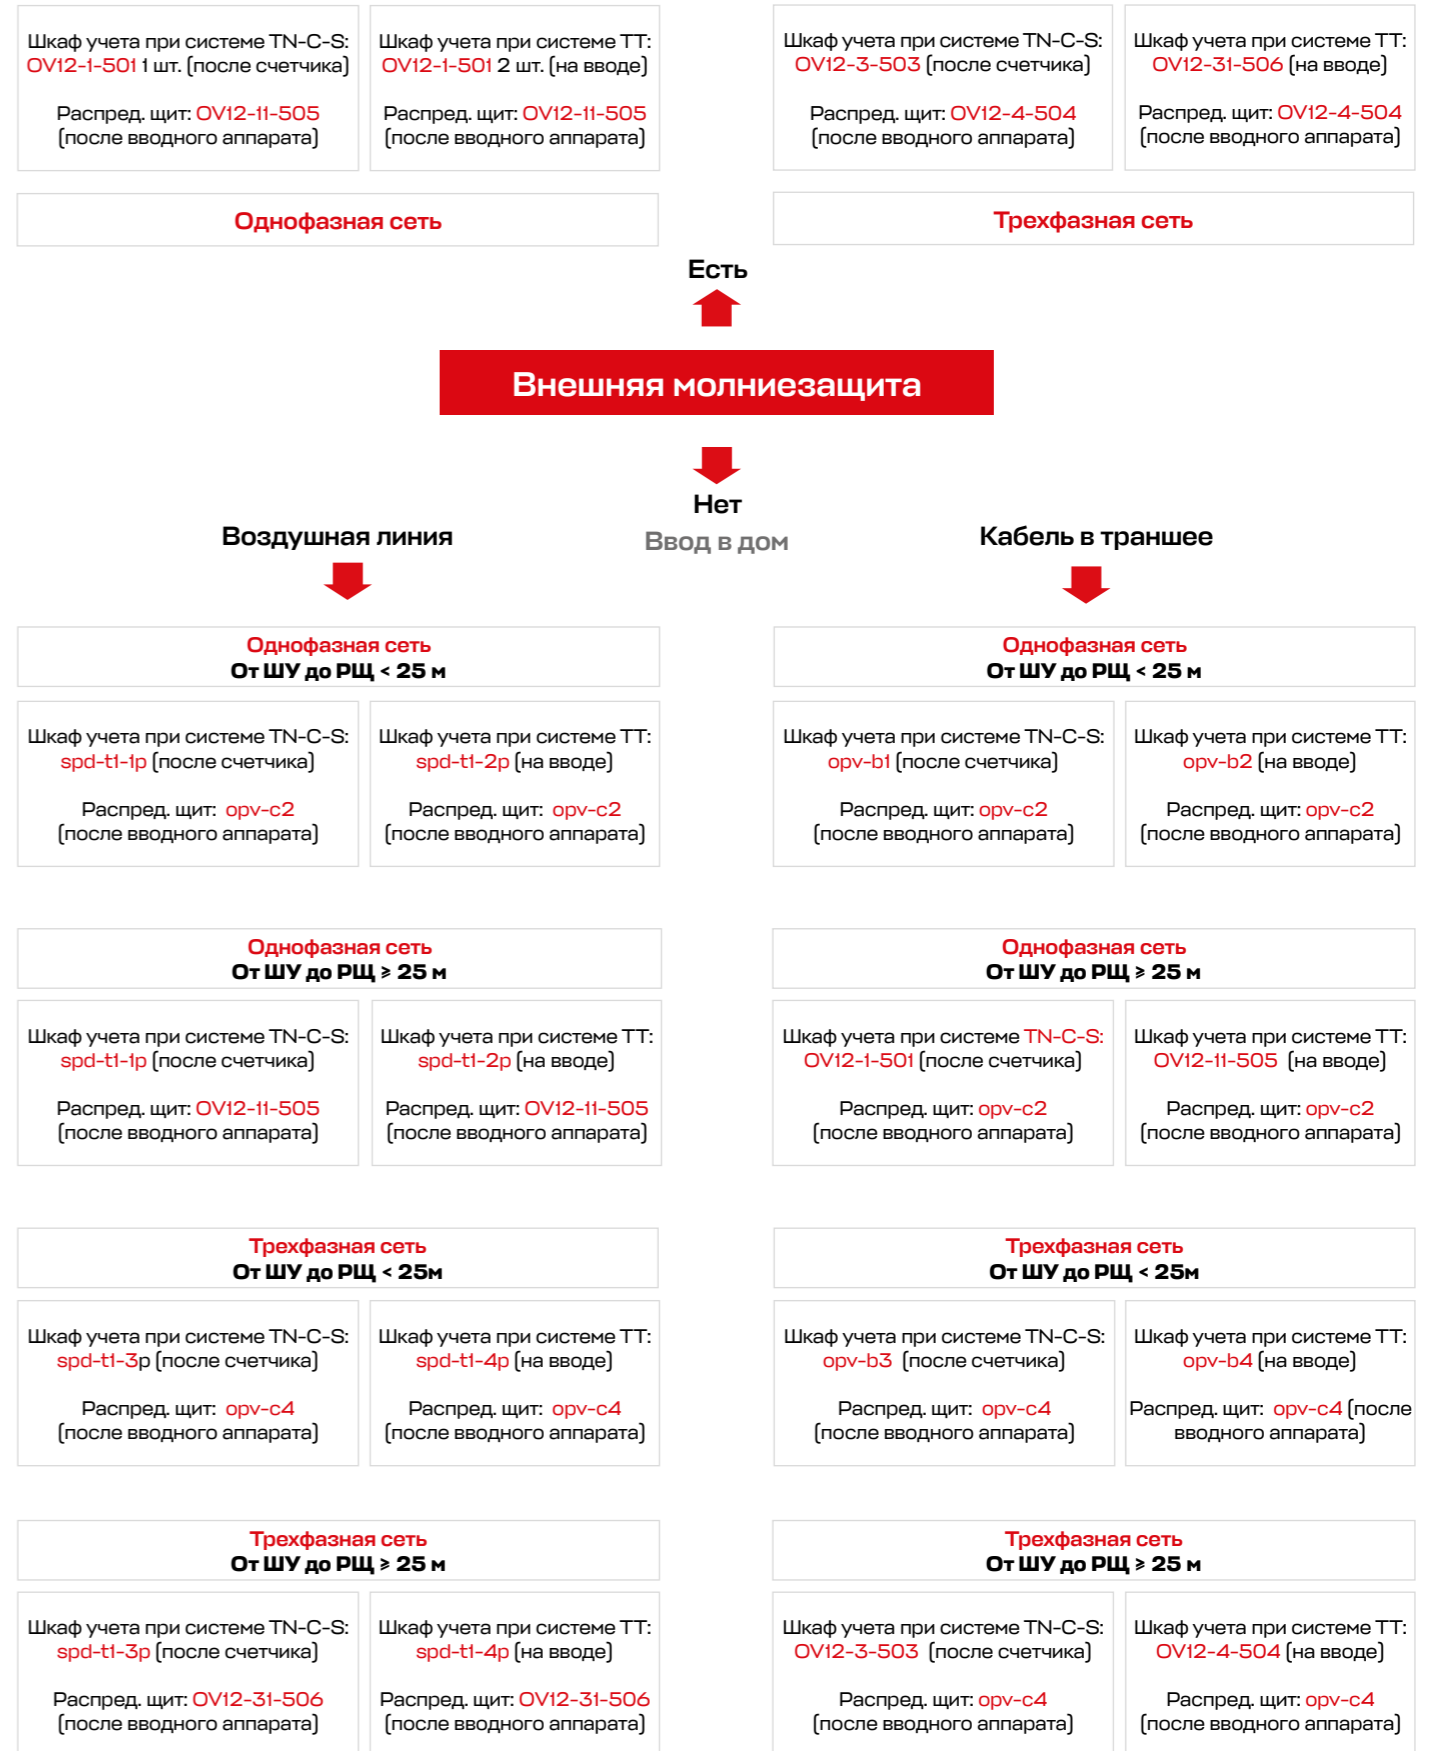 Шкаф учета при системе TN-C-S:
OV12-1-501 1 шт. (после счетчика)
Распред. щит: OV12-11-505
(после вводного аппарата)
Шкаф учета при системе TT:
OV12-1-501 2 шт. (на вводе)
Распред. щит: OV12-11-505
(после вводного аппарата)
Шкаф учета при системе TN-C-S:
OV12-3-503 (после счетчика)
Распред. щит: OV12-4-504
(после вводного аппарата)
Шкаф учета при системе TT:
OV12-31-506 (на вводе)
Распред. щит: OV12-4-504
(после вводного аппарата)
Однофазная сеть
Трехфазная сеть
Есть
Внешняя молниезащита
Нет
Ввод в дом
Воздушная линия
Кабель в траншее
Однофазная сеть
От ШУ до РЩ < 25 м
Шкаф учета при системе TN-C-S:
spd-t1-1p (после счетчика)
Распред. щит: opv-c2
(после вводного аппарата)
Шкаф учета при системе TT:
spd-t1-2p (на вводе)
Распред. щит: opv-c2
(после вводного аппарата)
Однофазная сеть
От ШУ до РЩ < 25 м
Шкаф учета при системе TN-C-S:
opv-b1 (после счетчика)
Распред. щит: opv-c2
(после вводного аппарата)
Шкаф учета при системе TT:
opv-b2 (на вводе)
Распред. щит: opv-c2
(после вводного аппарата)
Однофазная сеть
От ШУ до РЩ ≥ 25 м
Шкаф учета при системе TN-C-S:
spd-t1-1p (после счетчика)
Распред. щит: OV12-11-505
(после вводного аппарата)
Шкаф учета при системе TT:
spd-t1-2p (на вводе)
Распред. щит: OV12-11-505
(после вводного аппарата)
Однофазная сеть
От ШУ до РЩ ≥ 25 м
Шкаф учета при системе TN-C-S:
OV12-1-501 (после счетчика)
Распред. щит: opv-c2
(после вводного аппарата)
Шкаф учета при системе TT:
OV12-11-505 (на вводе)
Распред. щит: opv-c2
(после вводного аппарата)
Трехфазная сеть
От ШУ до РЩ < 25м
Шкаф учета при системе TN-C-S:
spd-t1-3p (после счетчика)
Распред. щит: opv-c4
(после вводного аппарата)
Шкаф учета при системе TT:
spd-t1-4p (на вводе)
Распред. щит: opv-c4
(после вводного аппарата)
Трехфазная сеть
От ШУ до РЩ < 25м
Шкаф учета при системе TN-C-S:
opv-b3 (после счетчика)
Распред. щит: opv-c4
(после вводного аппарата)
Шкаф учета при системе TT:
opv-b4 (на вводе)
Распред. щит: opv-c4 (после
вводного аппарата)
Трехфазная сеть
От ШУ до РЩ ≥ 25 м
Шкаф учета при системе TN-C-S:
spd-t1-3p (после счетчика)
Распред. щит: OV12-31-506
(после вводного аппарата)
Шкаф учета при системе TT:
spd-t1-4p (на вводе)
Распред. щит: OV12-31-506
(после вводного аппарата)
Трехфазная сеть
От ШУ до РЩ ≥ 25 м
Шкаф учета при системе TN-C-S:
OV12-3-503 (после счетчика)
Распред. щит: opv-c4
(после вводного аппарата)
Шкаф учета при системе TT:
OV12-4-504 (на вводе)
Распред. щит: opv-c4
(после вводного аппарата)